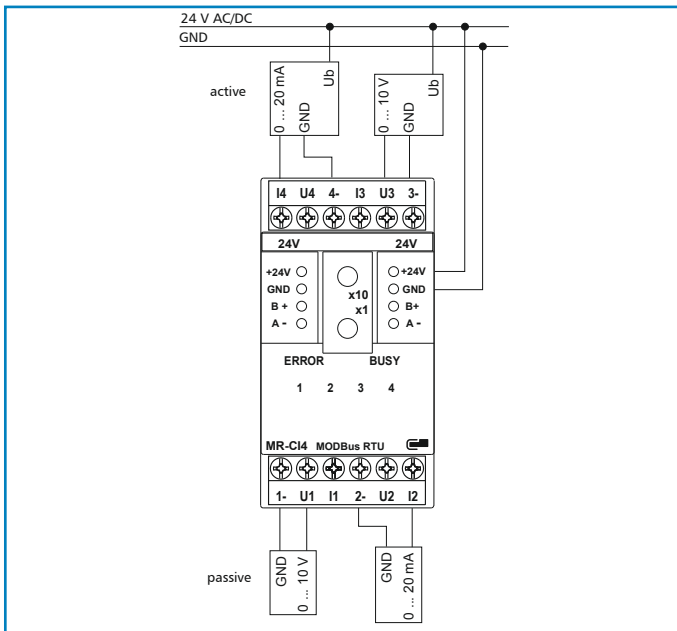 24 V AC/DC
GND
active
0 ... 20 mA
GND
Ub
0 ... 10 V
GND
Ub
I4 U4 4- I3 U3 3-
24V 24V
+24V
GND
B +
A -
x10
x1
+24V
GND
B+
A -
ERROR BUSY
1 2 3 4
MR-CI4 MODBus RTU
1- U1 I1 2- U2 I2
passive
GND
0 ... 10 V
GND
0 ... 20 mA